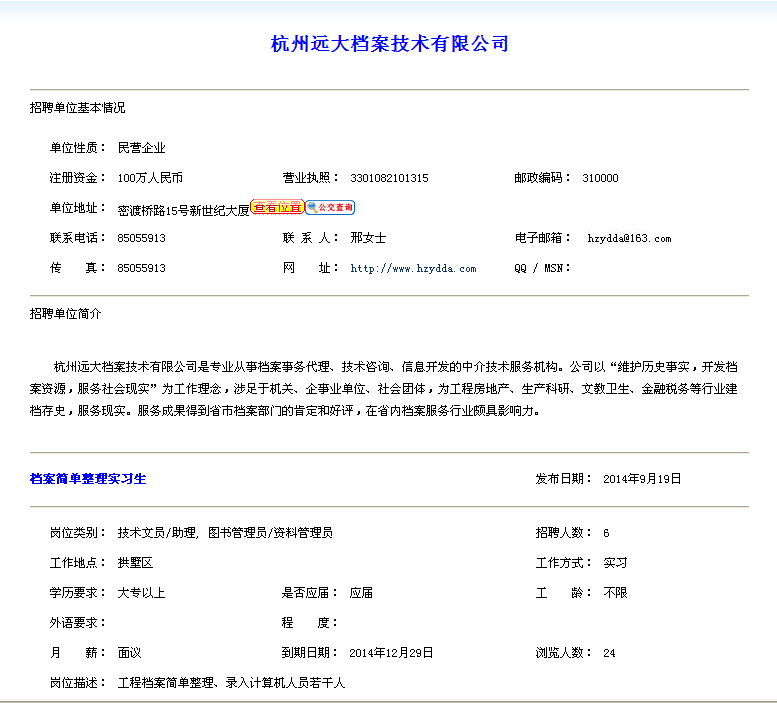 杭州远大档案技术有限公司
招聘单位基本情况
单位性质： 民营企业
注册资金： 100万人民币 营业执照： 3301082101315 邮政编码： 310000
单位地址： 密渡桥路15号新世纪大厦 查看位置 公交查询
联系电话： 85055913 联 系 人： 邢女士 电子邮箱： hzydda@163.com
传 真： 85055913 网 址： http://www.hzydda.com QQ / MSN：
招聘单位简介
杭州远大档案技术有限公司是专业从事档案事务代理、技术咨询、信息开发的中介技术服务机构。公司以“维护历史事实，开发档
案资源，服务社会现实”为工作理念，涉足于机关、企事业单位、社会团体，为工程房地产、生产科研、文教卫生、金融税务等行业建
档存史，服务现实。服务成果得到省市档案部门的肯定和好评，在省内档案服务行业颇具影响力。
档案简单整理实习生 发布日期： 2014年9月19日
岗位类别： 技术文员/助理, 图书管理员/资料管理员 招聘人数： 6
工作地点： 拱墅区 工作方式： 实习
学历要求： 大专以上 是否应届： 应届 工 龄： 不限
外语要求： 程 度：
月 薪： 面议 到期日期： 2014年12月29日 浏览人数： 24
岗位描述： 工程档案简单整理、录入计算机人员若干人